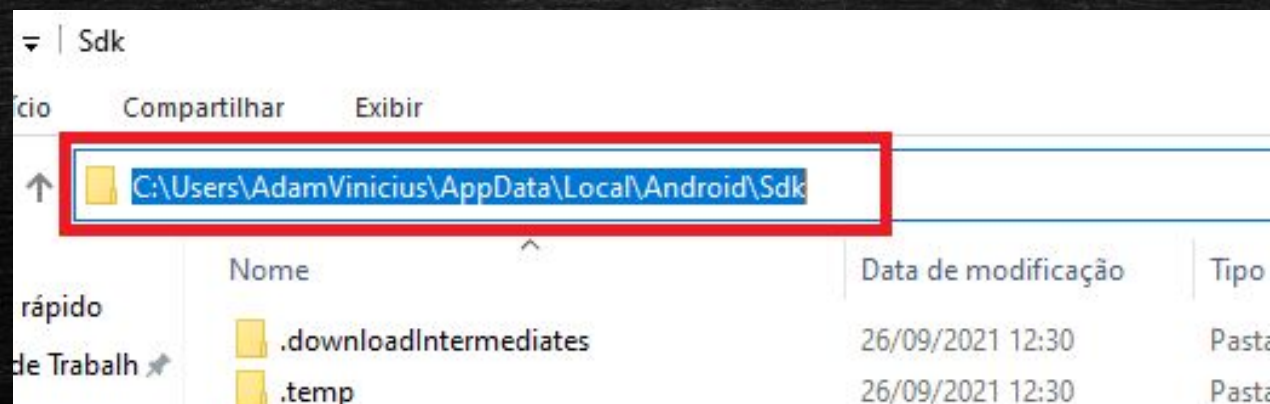 Sdk
ício Compartilhar Exibir
C:\Users\AdamVinicius\AppData\Local\Android\Sdk
Nome Data de modificação Tipo
rápido
.downloadIntermediates 26/09/2021 12:30 Pasta
de Trabalh
.temp 26/09/2021 12:30 Pasta